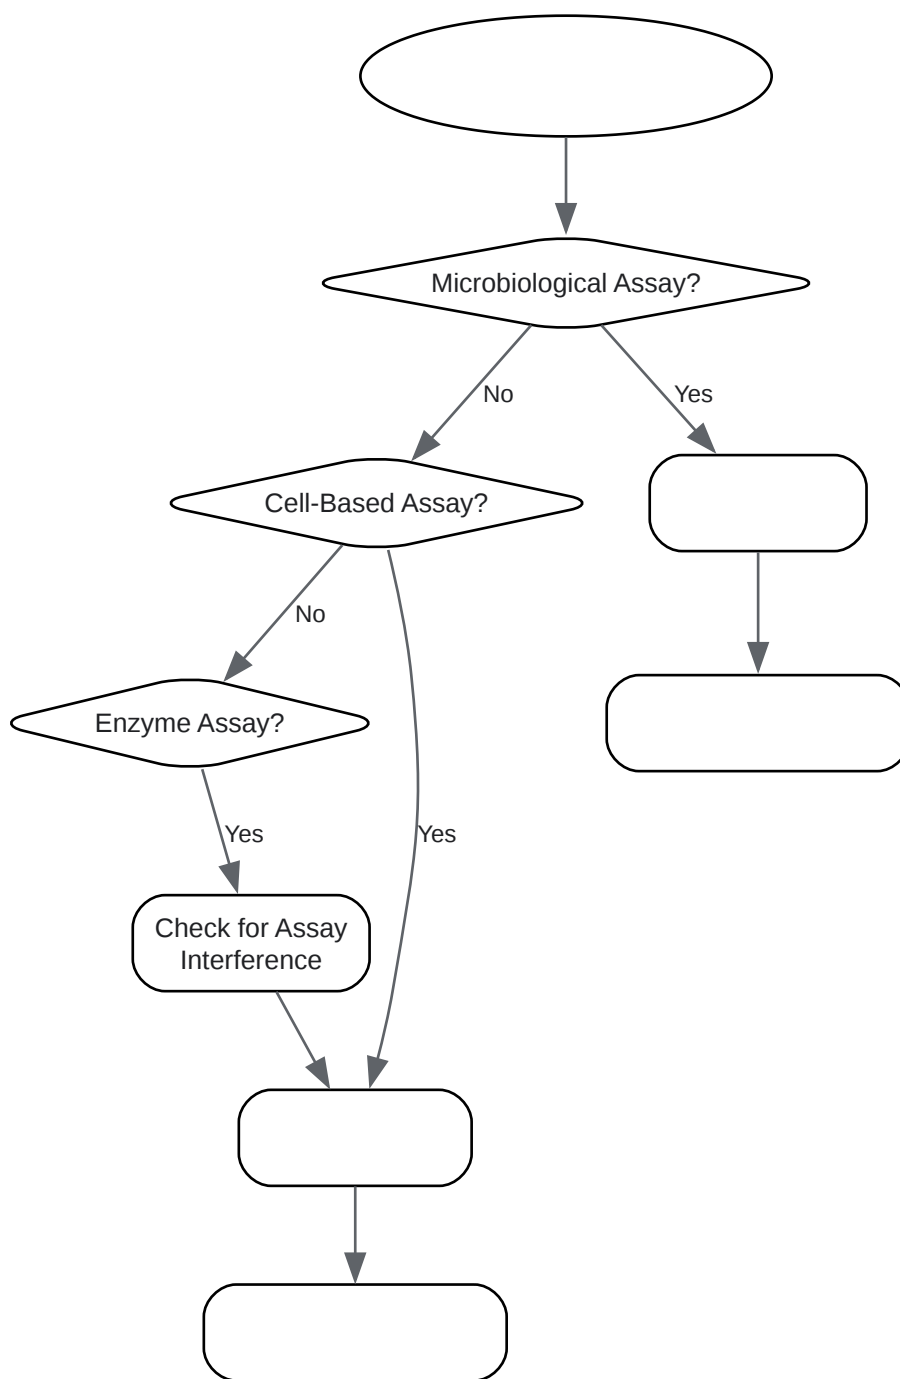 Microbiological Assay?
No
Yes
Cell-Based Assay?
No
Enzyme Assay?
Yes
Yes
Check for Assay
Interference